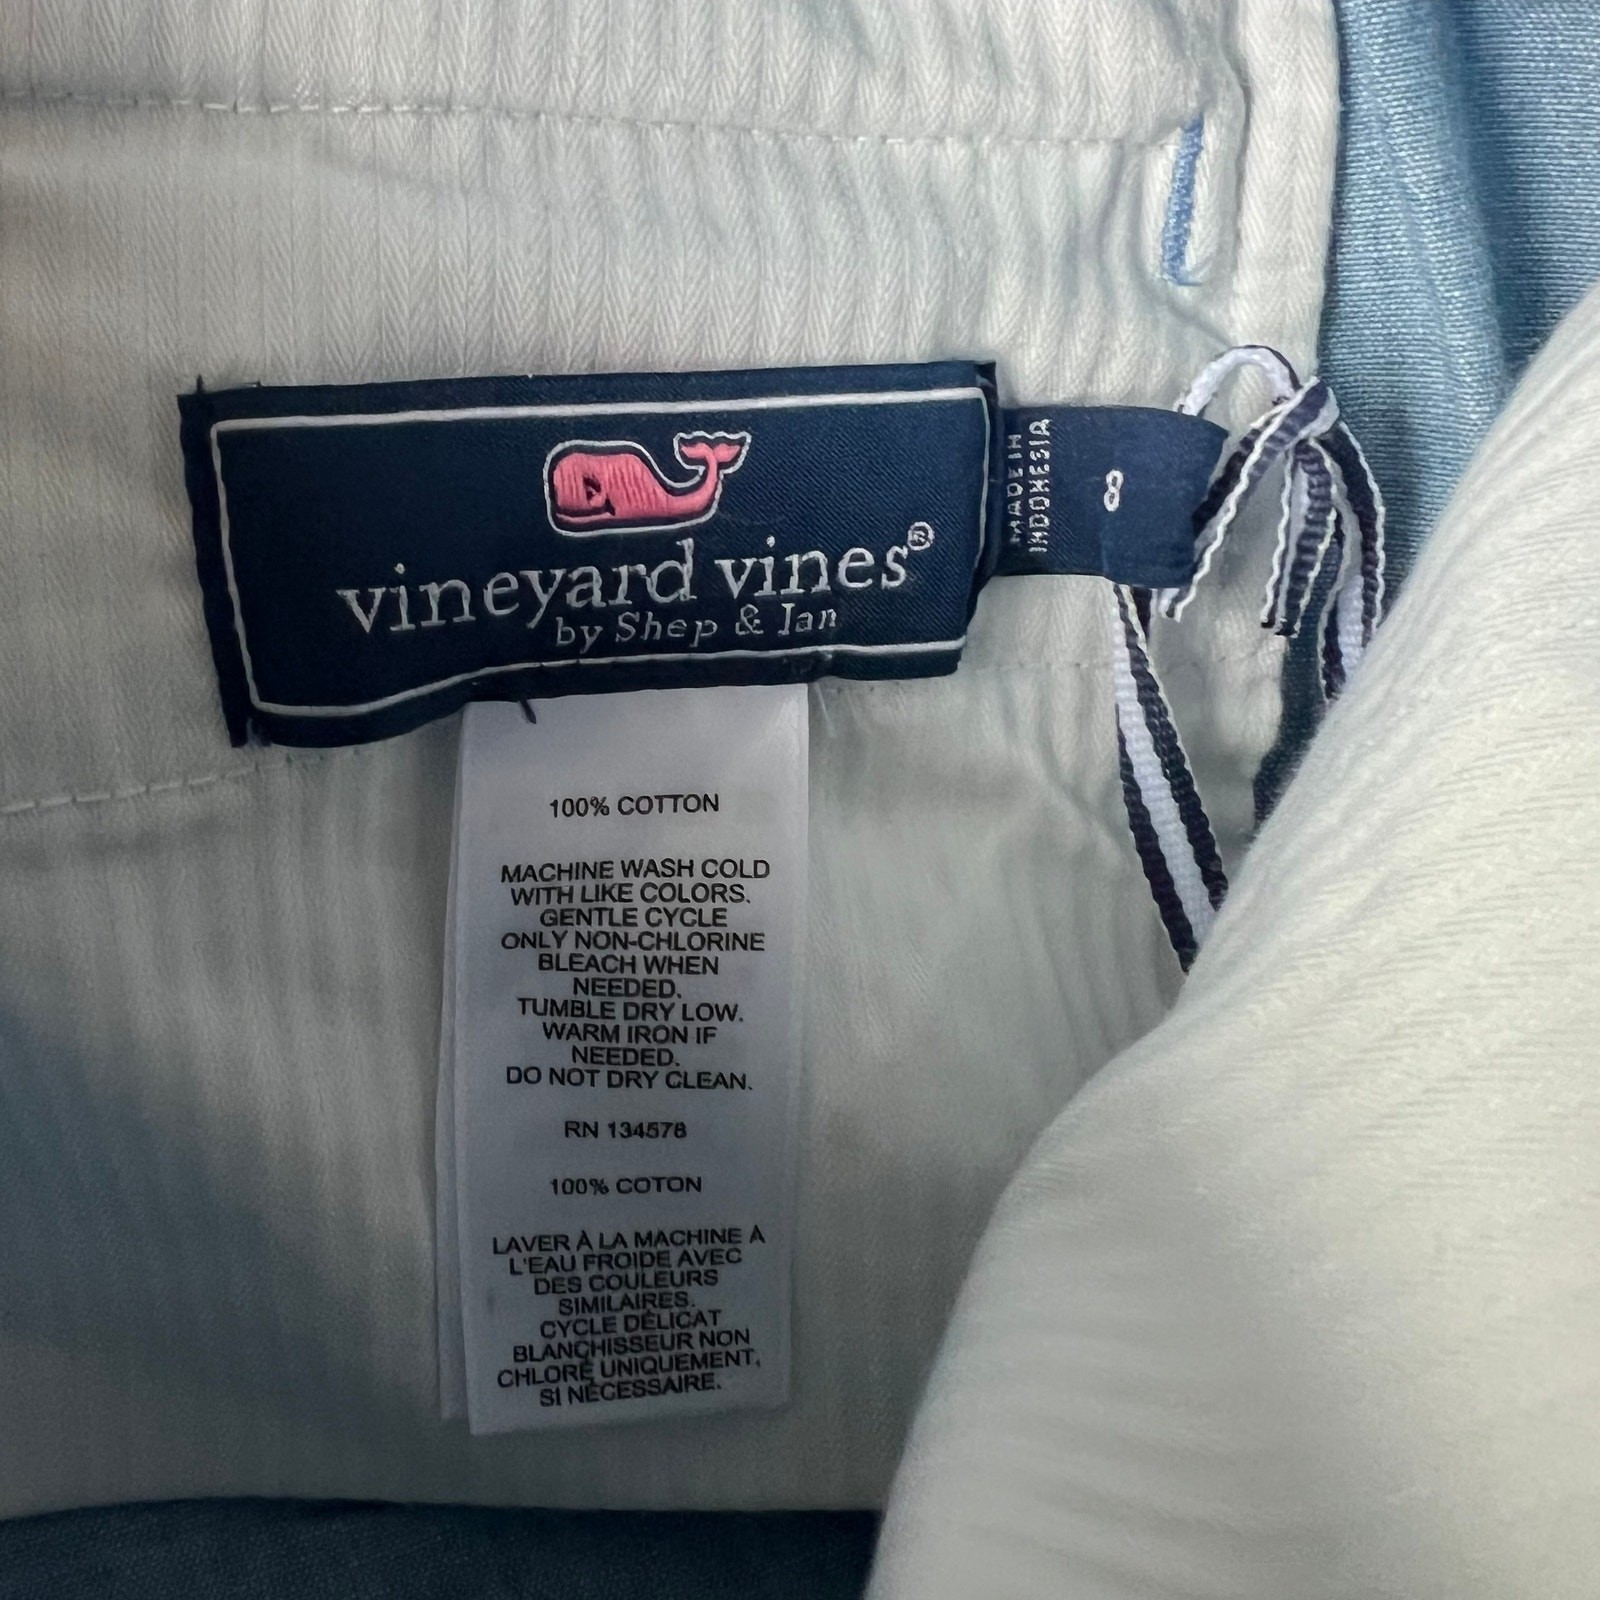 vineyard vines®
by Shep & Ian
MADE IN
INDONESIA
8
100% COTTON
MACHINE WASH COLD
WITH LIKE COLORS.
GENTLE CYCLE
ONLY NON-CHLORINE
BLEACH WHEN
NEEDED.
TUMBLE DRY LOW.
WARM IRON IF
NEEDED.
DO NOT DRY CLEAN.
RN 134578
100% COTON
LAVER À LA MACHINE À
L'EAU FROIDE AVEC
DES COULEURS
SIMILAIRES.
CYCLE DÉLICAT
BLANCHISSEUR NON
CHLORÉ UNIQUEMENT,
SI NÉCESSAIRE.